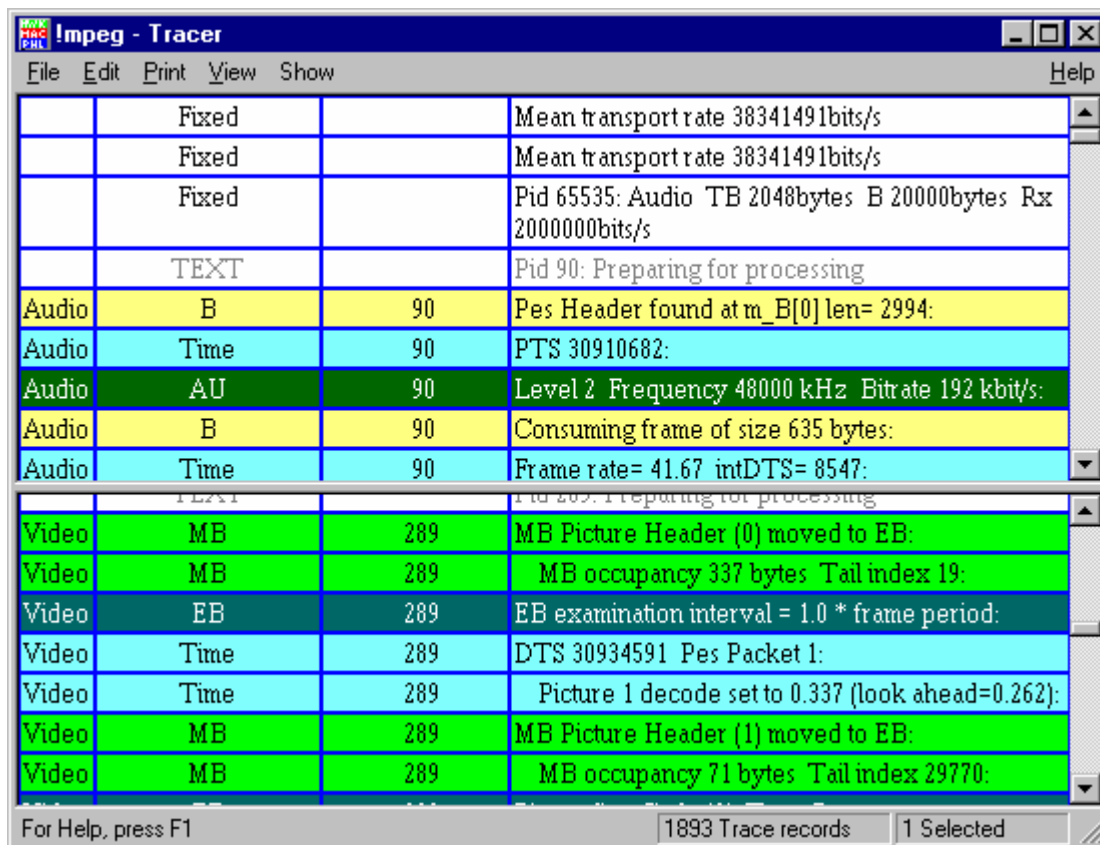 !mpeg - Tracer
File Edit Print View Show Help
Fixed Mean transport rate 38341491bits/s
Fixed Mean transport rate 38341491bits/s
Fixed Pid 65535: Audio TB 2048bytes B 20000bytes Rx
2000000bits/s
TEXT Pid 90: Preparing for processing
Audio B 90 Pes Header found at m_B[0] len= 2994:
Audio Time 90 PTS 30910682:
Audio AU 90 Level 2 Frequency 48000 kHz Bitrate 192 kbit/s:
Audio B 90 Consuming frame of size 635 bytes:
Audio Time 90 Frame rate= 41.67 intDTS= 8547:
TEXT Pid 289: Preparing for processing
Video MB 289 MB Picture Header (0) moved to EB:
Video MB 289 MB occupancy 337 bytes Tail index 19:
Video EB 289 EB examination interval = 1.0 * frame period:
Video Time 289 DTS 30934591 Pes Packet 1:
Video Time 289 Picture 1 decode set to 0.337 (look ahead=0.262):
Video MB 289 MB Picture Header (1) moved to EB:
Video MB 289 MB occupancy 71 bytes Tail index 29770:
For Help, press F1 1893 Trace records 1 Selected